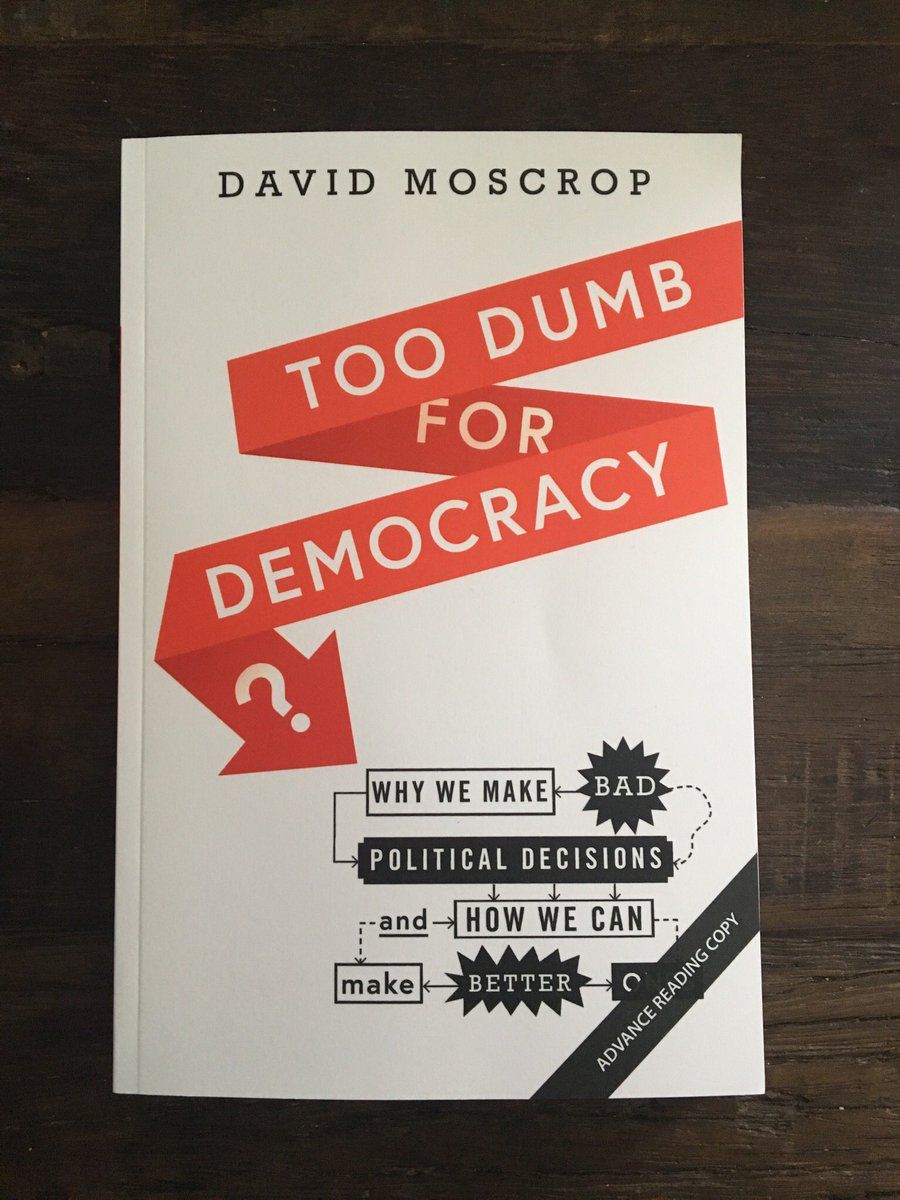 DAVID MOSCROP
TOO DUMB
FOR
DEMOCRACY
?
WHY WE MAKE BAD
POLITICAL DECISIONS
and HOW WE CAN
make BETTER
ADVANCE READING COPY